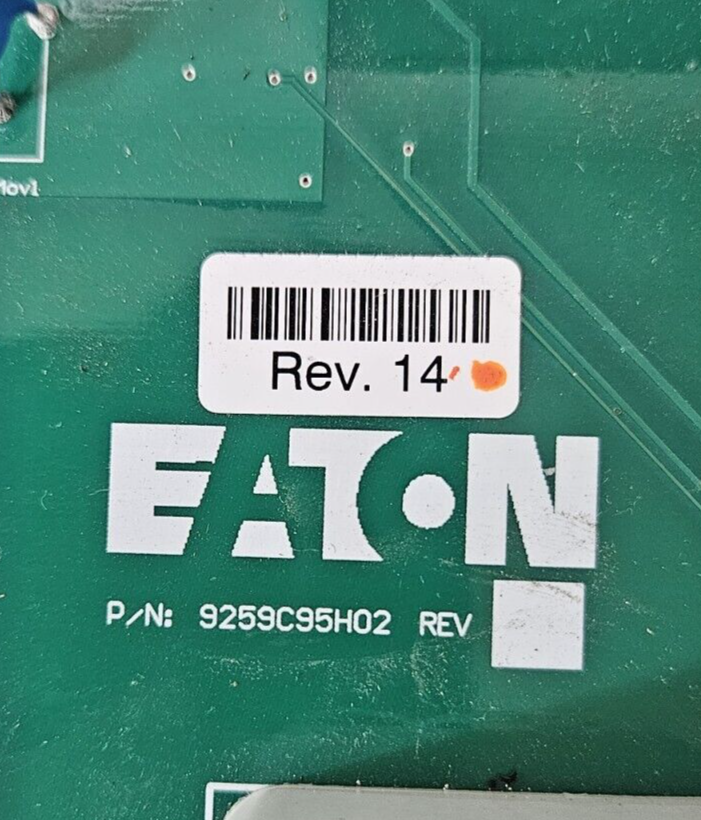 Mov1
Rev. 14
EATON
P/N: 9259C95H02 REV